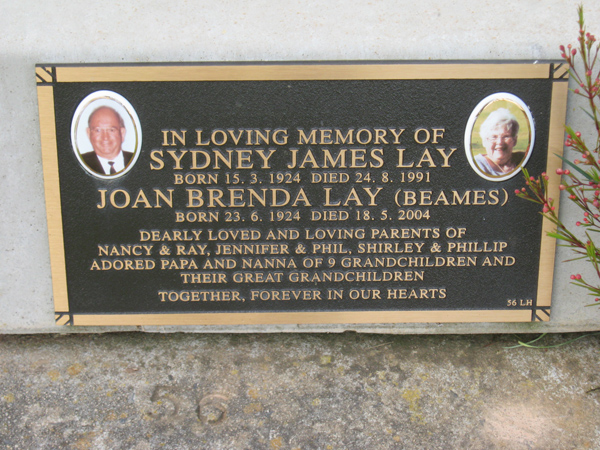 IN LOVING MEMORY OF
SYDNEY JAMES LAY
BORN 15. 3. 1924 DIED 24. 8. 1991
JOAN BRENDA LAY (BEAMES)
BORN 23. 6. 1924 DIED 18. 5. 2004
DEARLY LOVED AND LOVING PARENTS OF
NANCY & RAY, JENNIFER & PHIL, SHIRLEY & PHILLIP
ADORED PAPA AND NANNA OF 9 GRANDCHILDREN AND
THEIR GREAT GRANDCHILDREN
TOGETHER, FOREVER IN OUR HEARTS
56 LH
56